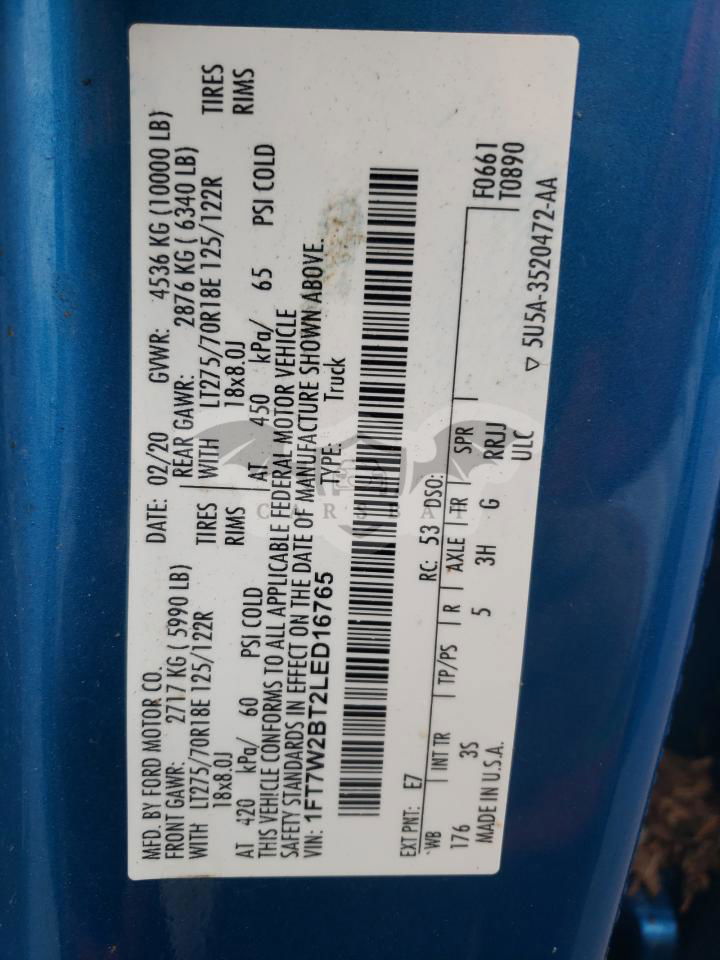 MFD. BY FORD MOTOR CO.
DATE: 02/20 GVWR: 4536 KG (10000 LB)
FRONT GAWR: 2717 KG ( 5990 LB)
REAR GAWR: 2876 KG ( 6340 LB)
WITH LT275/70R18E 125/122R TIRES
WITH LT275/70R18E 125/122R TIRES
18x8.0J RIMS
18x8.0J RIMS
AT 420 kPa/ 60 PSI COLD
AT 450 kPa/ 65 PSI COLD
THIS VEHICLE CONFORMS TO ALL APPLICABLE FEDERAL MOTOR VEHICLE
SAFETY STANDARDS IN EFFECT ON THE DATE OF MANUFACTURE SHOWN ABOVE.
VIN: 1FT7W2BT2LED16765 TYPE: Truck
CARSBAT
F0661
T0890
EXT PNT: E7 RC: 53 DSO:
WB INT TR TP/PS R AXLE TR SPR
176 3S 5 3H G RRJJ
MADE IN U.S.A. ULC
▽ 5U5A-3520472-AA